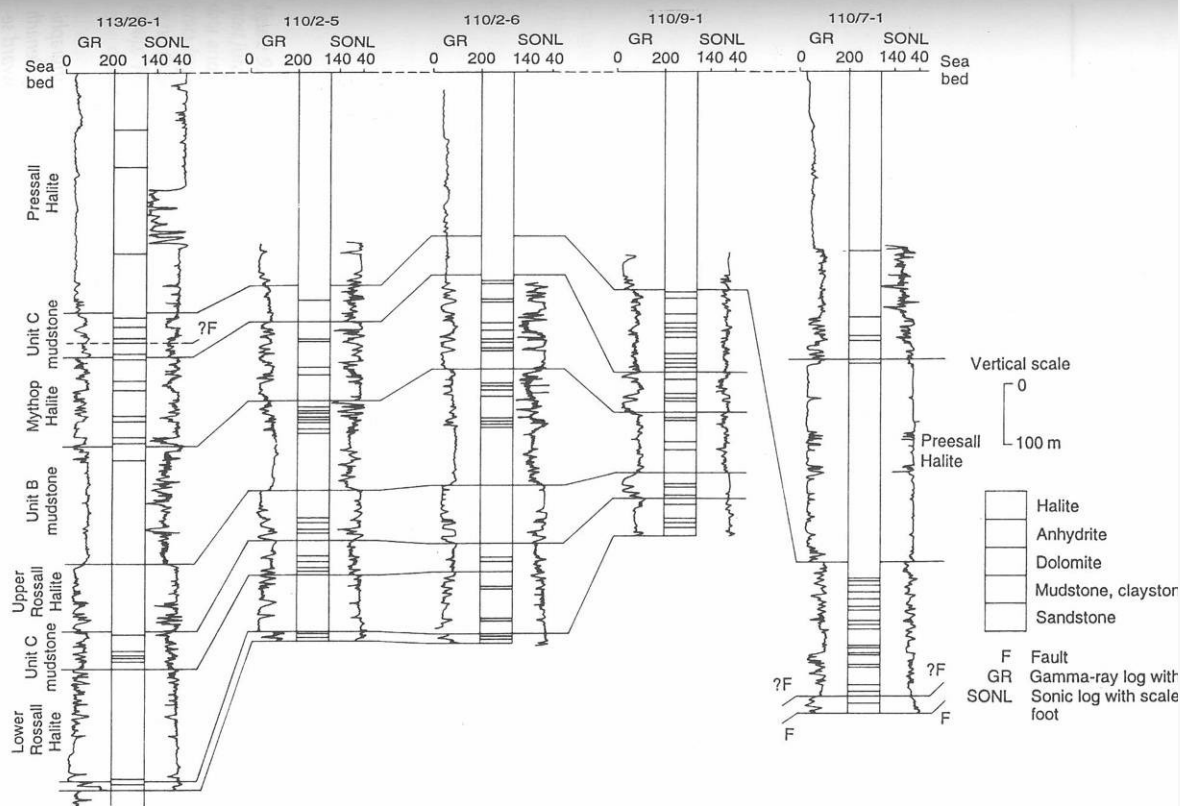 113/26-1
110/2-5
110/2-6
110/9-1
110/7-1
GR SONL
GR SONL
GR SONL
GR SONL
GR SONL
Sea
bed
0 200 140 40
0 200 140 40
0 200 140 40
0 200 140 40
0 200 140 40
Sea
bed
Pressall
Halite
Unit C
mudstone
?F
Mythop
Halite
Unit B
mudstone
Upper
Rossall
Halite
Unit C
mudstone
Lower
Rossall
Halite
Preesall
Halite
?F
?F
F
F
Vertical scale
0
100 m
Halite
Anhydrite
Dolomite
Mudstone, clayston
Sandstone
F Fault
GR Gamma-ray log with
SONL Sonic log with scale
foot